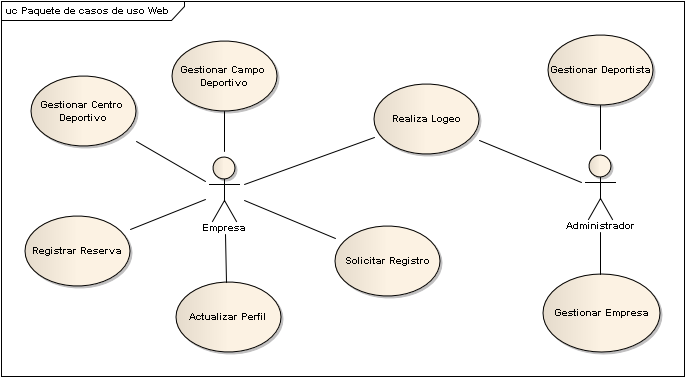 uc Paquete de casos de uso Web
Gestionar Campo
Deportivo
Gestionar Deportista
Gestionar Centro
Deportivo
Realiza Logeo
Empresa
Administrador
Registrar Reserva
Solicitar Registro
Actualizar Perfil
Gestionar Empresa